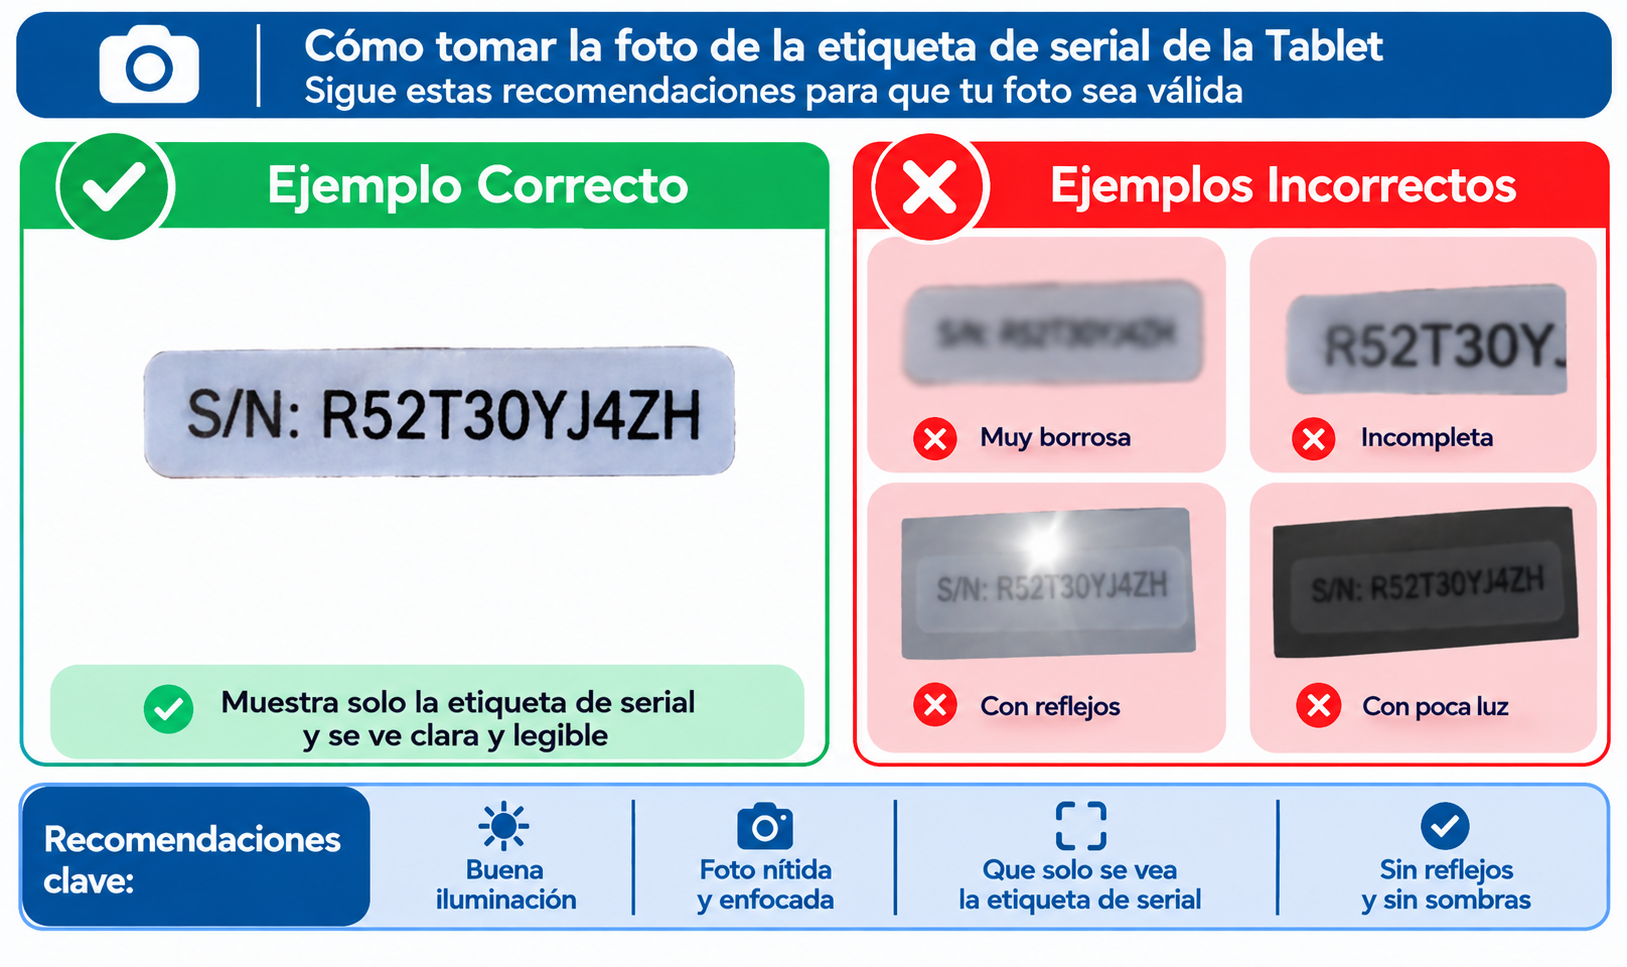 Cómo tomar la foto de la etiqueta de serial de la Tablet
Sigue estas recomendaciones para que tu foto sea válida
Ejemplo Correcto
S/N: R52T30YJ4ZH
Muestra solo la etiqueta de serial
y se ve clara y legible
Ejemplos Incorrectos
S/N: R52T30YJ4ZH
Muy borrosa
R52T30YJ
Incompleta
S/N: R52T30YJ4ZH
Con reflejos
S/N: R52T30YJ4ZH
Con poca luz
Recomendaciones
clave:
Buena
iluminación
Foto nítida
y enfocada
Que solo se vea
la etiqueta de serial
Sin reflejos
y sin sombras